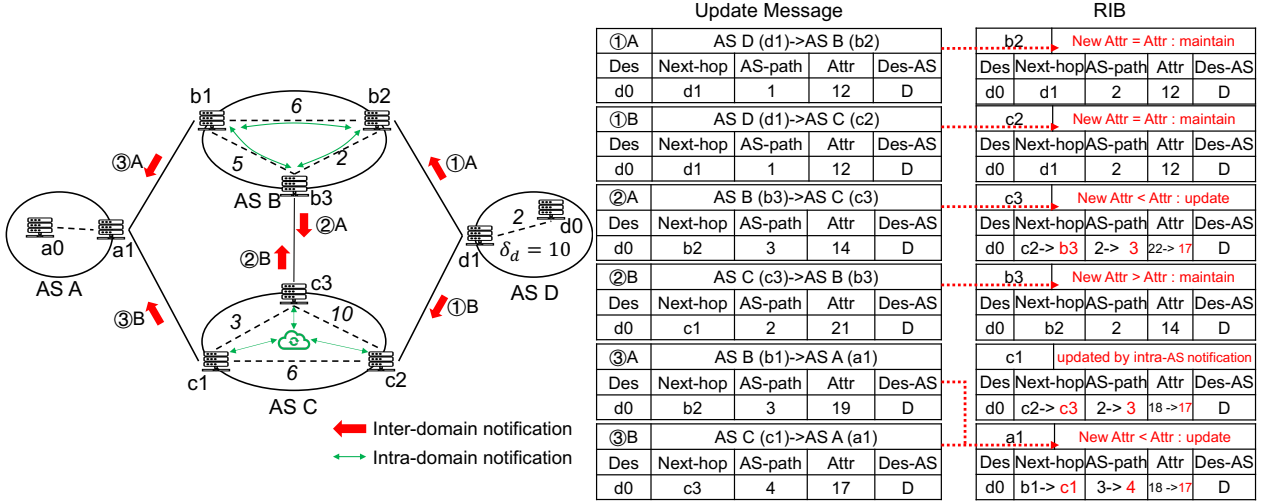 b1
6
b2
5
2
AS B
b3
③A
①A
②A
②B
a0
a1
AS A
2
d0
d1
δd = 10
AS D
③B
①B
c3
3
10
c1
6
c2
AS C
Inter-domain notification
Intra-domain notification
Update Message
①A AS D (d1)->AS B (b2)
Des Next-hop AS-path Attr Des-AS
d0 d1 1 12 D
①B AS D (d1)->AS C (c2)
Des Next-hop AS-path Attr Des-AS
d0 d1 1 12 D
②A AS B (b3)->AS C (c3)
Des Next-hop AS-path Attr Des-AS
d0 b2 3 14 D
②B AS C (c3)->AS B (b3)
Des Next-hop AS-path Attr Des-AS
d0 c1 2 21 D
③A AS B (b1)->AS A (a1)
Des Next-hop AS-path Attr Des-AS
d0 b2 3 19 D
③B AS C (c1)->AS A (a1)
Des Next-hop AS-path Attr Des-AS
d0 c3 4 17 D
RIB
b2 New Attr = Attr : maintain
Des Next-hop AS-path Attr Des-AS
d0 d1 2 12 D
c2 New Attr = Attr : maintain
Des Next-hop AS-path Attr Des-AS
d0 d1 2 12 D
c3 New Attr < Attr : update
Des Next-hop AS-path Attr Des-AS
d0 c2-> b3 2-> 3 22-> 17 D
b3 New Attr > Attr : maintain
Des Next-hop AS-path Attr Des-AS
d0 b2 2 14 D
c1 updated by intra-AS notification
Des Next-hop AS-path Attr Des-AS
d0 c2-> c3 2-> 3 18 ->17 D
a1 New Attr < Attr : update
Des Next-hop AS-path Attr Des-AS
d0 b1-> c1 3-> 4 18 ->17 D